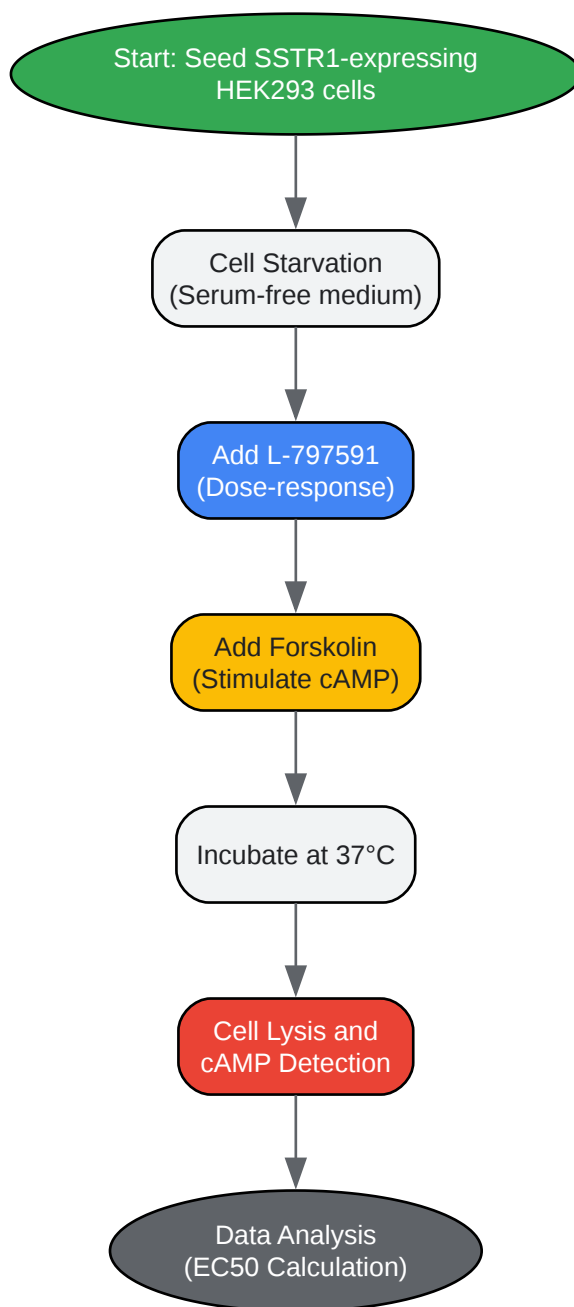 Start: Seed SSTR1-expressing
HEK293 cells
Cell Starvation
(Serum-free medium)
Add L-797591
(Dose-response)
Add Forskolin
(Stimulate cAMP)
Incubate at 37°C
Cell Lysis and
cAMP Detection
Data Analysis
(EC50 Calculation)